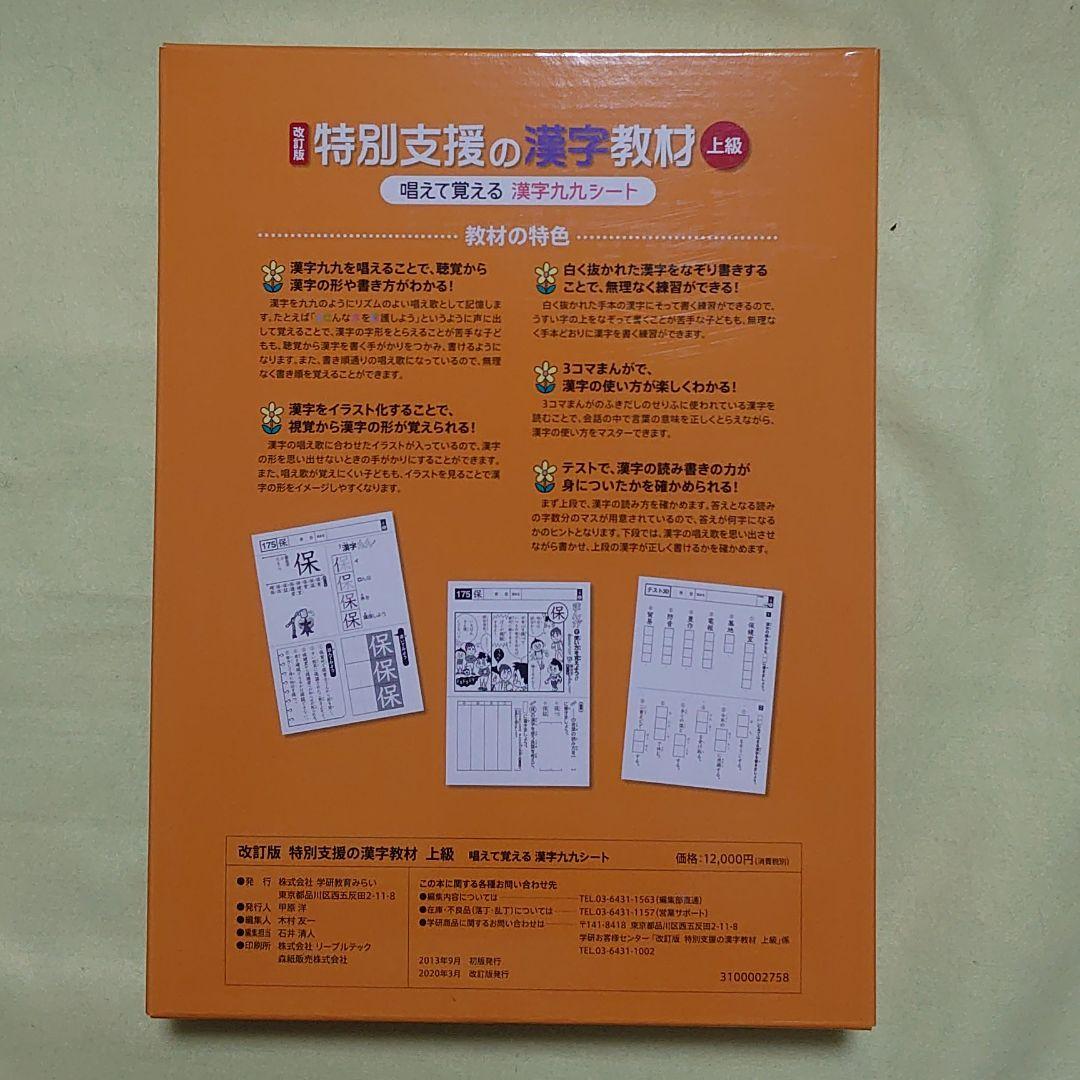 改訂版
特別支援の漢字教材 上級
唱えて覚える 漢字九九シート
教材の特色
漢字九九を唱えることで、聴覚から
漢字の形や書き方がわかる!
漢字を九九のようにリズムのよい唱え歌として記憶しま
す。たとえば「 んな を 護しよう」というように声に出
して覚えることで、漢字の字形をとらえることが苦手な子ど
もも、聴覚から漢字を書く手がかりをつかみ、書けるように
なります。また、書き順通りの唱え歌になっているので、無理
なく書き順を覚えることができます。
漢字をイラスト化することで、
視覚から漢字の形が覚えられる!
漢字の唱え歌に合わせたイラストが入っているので、漢字
の形を思い出せないときの手がかりにすることができます。
また、唱え歌が覚えにくい子どもも、イラストを見ることで漢
字の形をイメージしやすくなります。
白く抜かれた漢字をなぞり書きする
ことで、無理なく練習ができる!
白く抜かれた手本の漢字にそって書く練習ができるので、
うすい字の上をなぞって書くことが苦手な子どもも、無理な
く手本どおりに漢字を書く練習ができます。
3コマまんがで、
漢字の使い方が楽しくわかる!
3コマまんがのふきだしのせりふに使われている漢字を
読むことで、会話の中で言葉の意味を正しくとらえながら、
漢字の使い方をマスターできます。
テストで、漢字の読み書きの力が
身についたかを確かめられる!
まず上段で、漢字の読み方を確かめます。答えとなる読み
の字数分のマスが用意されているので、答えが何字になる
かのヒントとなります。下段では、漢字の唱え歌を思い出させ
ながら書かせ、上段の漢字が正しく書けるかを確かめます。
175 保
保
漢字
保
保
保
保
保
保
175 保
保
テスト30
保健室
墓地
電報
豊作
防音
貿易
改訂版 特別支援の漢字教材 上級 唱えて覚える 漢字九九シート 価格:12,000円(消費税別)
●発 行 株式会社 学研教育みらい
東京都品川区西五反田2-11-8
●発行人 甲原 洋
●編集人 木村 友一
●編集担当 石井 清人
●印刷所 株式会社 リーブルテック
森紙販売株式会社
この本に関する各種お問い合わせ先
●編集内容については TEL.03-6431-1563(編集部直通)
●在庫・不良品(落丁・乱丁)については TEL.03-6431-1157(営業サポート)
●学研商品に関するお問い合わせは 〒141-8418 東京都品川区西五反田2-11-8
学研お客様センター「改訂版 特別支援の漢字教材 上級」係
TEL.03-6431-1002
2013年9月 初版発行
2020年3月 改訂版発行
3100002758